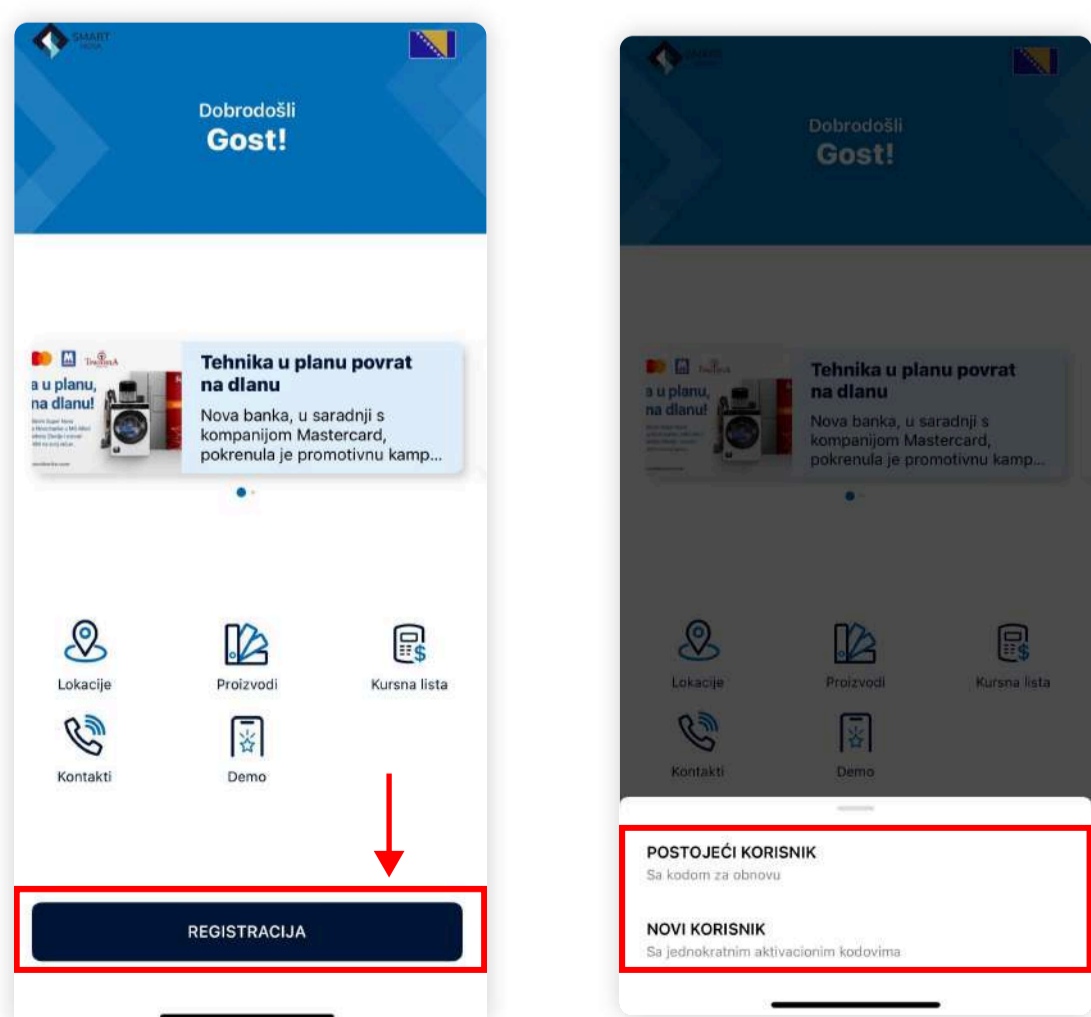 SMART
NOVA
Dobrodošli
Gost!
a u planu,
na dlanu!
Tehnika u planu povrat
na dlanu
Nova banka, u saradnji s
kompanijom Mastercard,
pokrenula je promotivnu kamp...
Lokacije
Proizvodi
Kursna lista
Kontakti
Demo
REGISTRACIJA
SMART
Dobrodošli
Gost!
a u planu,
na dlanu!
Tehnika u planu povrat
na dlanu
Nova banka, u saradnji s
kompanijom Mastercard,
pokrenula je promotivnu kamp...
Lokacije
Proizvodi
Kursna lista
Kontakti
Demo
POSTOJEĆI KORISNIK
Sa kodom za obnovu
NOVI KORISNIK
Sa jednokratnim aktivacionim kodovima